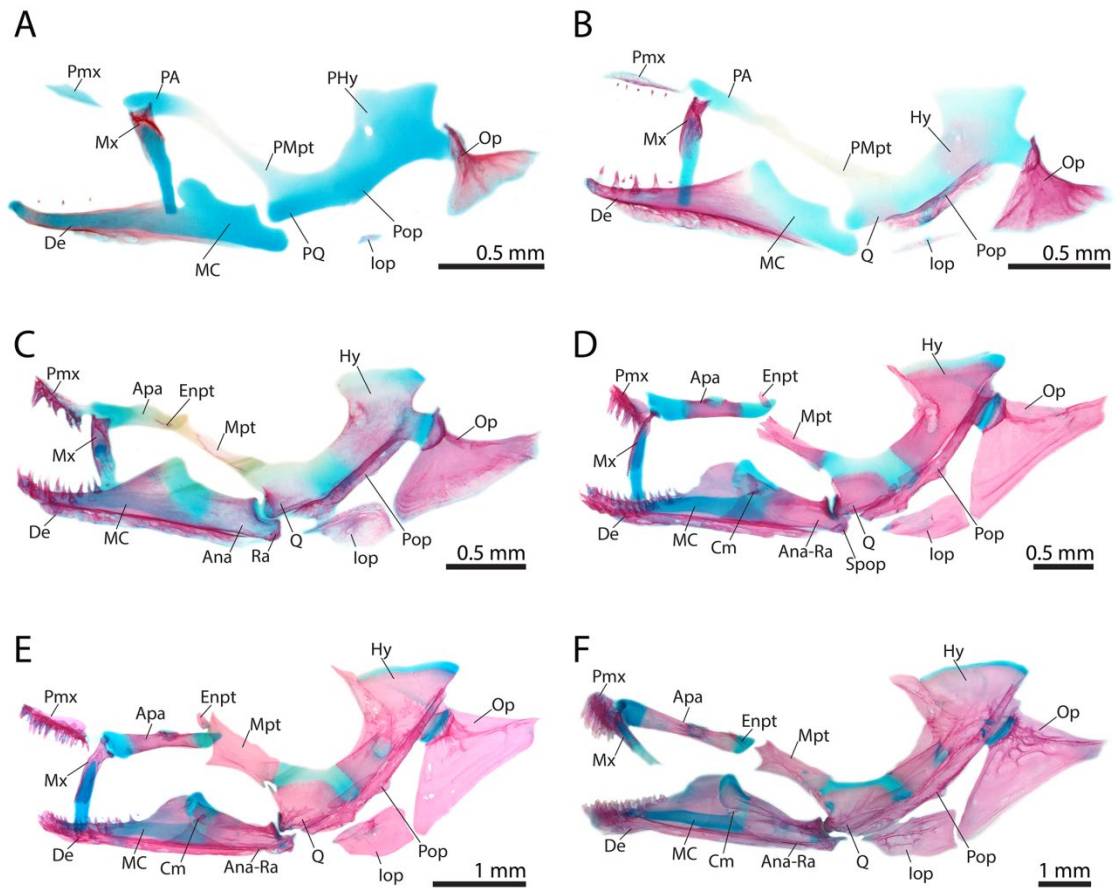 A
Pmx
PA
PHy
Mx
PMpt
Op
De
MC
PQ
Pop
Iop
0.5 mm
B
Pmx
PA
Hy
Mx
PMpt
Op
De
MC
Q
Pop
Iop
0.5 mm
C
Pmx
Apa
Enpt
Hy
Mpt
Op
Mx
De
MC
Ana
Ra
Q
Iop
Pop
0.5 mm
D
Pmx
Apa
Enpt
Hy
Mpt
Op
Mx
De
MC
Cm
Ana-Ra
Spop
Q
Iop
Pop
0.5 mm
E
Pmx
Apa
Enpt
Mpt
Hy
Op
Mx
De
MC
Cm
Ana-Ra
Q
Iop
Pop
1 mm
F
Pmx
Apa
Enpt
Mpt
Hy
Op
Mx
De
MC
Cm
Ana-Ra
Q
Iop
Pop
1 mm